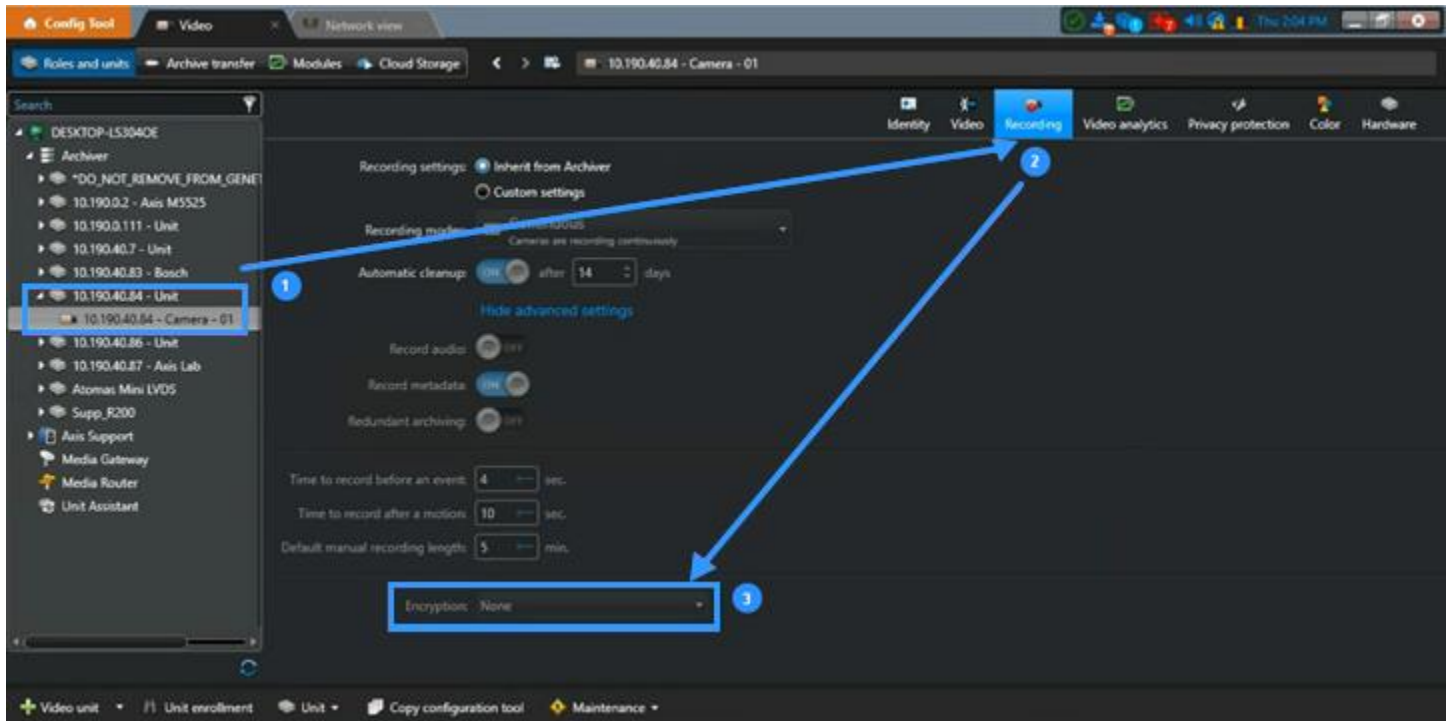 Config Tool
Video
Network view
Thu 2:04 PM
Roles and units
Archive transfer
Modules
Cloud Storage
10.190.40.84 - Camera - 01
Search
Identity
Video
Recording
Video analytics
Privacy protection
Color
Hardware
DESKTOP-LS304OE
Archiver
*DO_NOT_REMOVE_FROM_GENE
10.190.0.2 - Axis M5525
10.190.0.111 - Unit
10.190.40.7 - Unit
10.190.40.83 - Bosch
10.190.40.84 - Unit
10.190.40.84 - Camera - 01
10.190.40.86 - Unit
10.190.40.87 - Axis Lab
Atomas Mini LVDS
Supp_R200
Axis Support
Media Gateway
Media Router
Unit Assistant
1
2
3
Recording settings: Inherit from Archiver
Custom settings
Recording modes:
Cameras are recording continuously
Automatic cleanup: ON after 14 days
Hide advanced settings
Record audio: OFF
Record metadata: ON
Redundant archiving: OFF
Time to record before an event: 4 sec.
Time to record after a motion: 10 sec.
Default manual recording length: 5 min.
Encryption: None
Video unit
Unit enrollment
Unit
Copy configuration tool
Maintenance